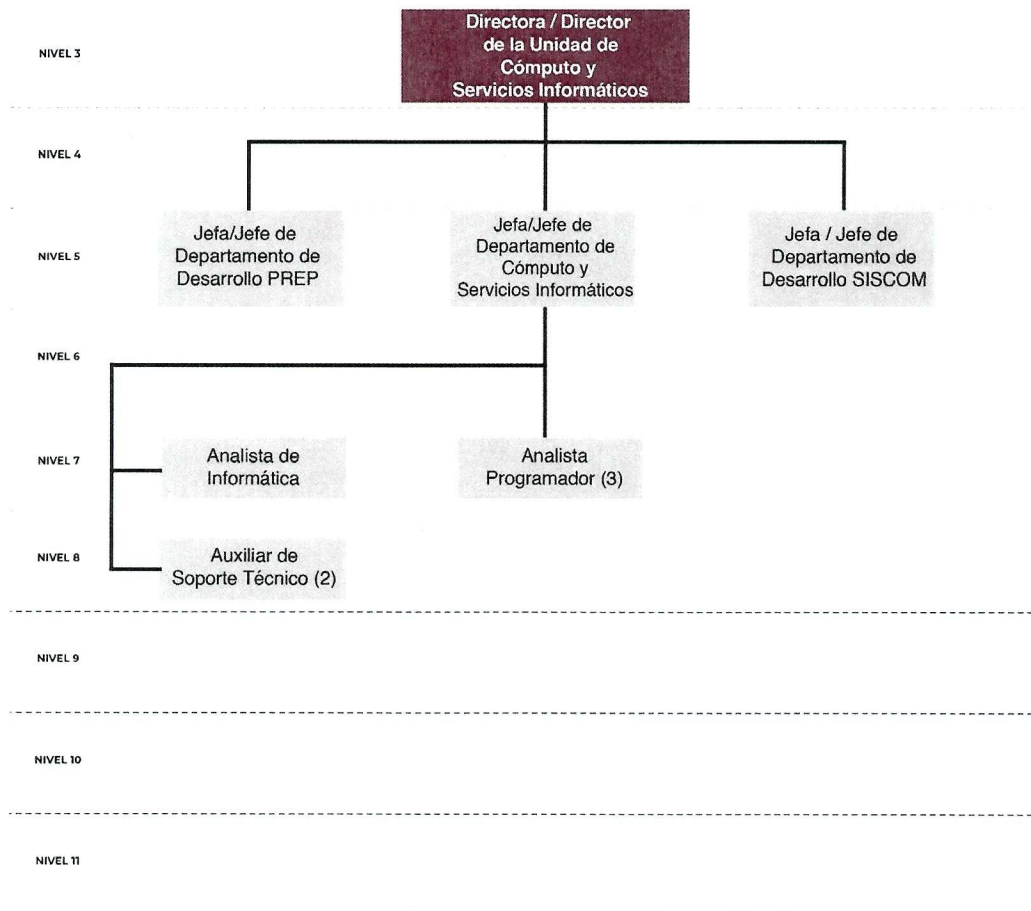 NIVEL 3
Directora / Director
de la Unidad de
Cómputo y
Servicios Informáticos
NIVEL 4
NIVEL 5
Jefa/Jefe de
Departamento de
Desarrollo PREP
Jefa/Jefe de
Departamento de
Cómputo y
Servicios Informáticos
Jefa / Jefe de
Departamento de
Desarrollo SISCOM
NIVEL 6
NIVEL 7
Analista de
Informática
Analista
Programador (3)
NIVEL 8
Auxiliar de
Soporte Técnico (2)
NIVEL 9
NIVEL 10
NIVEL 11